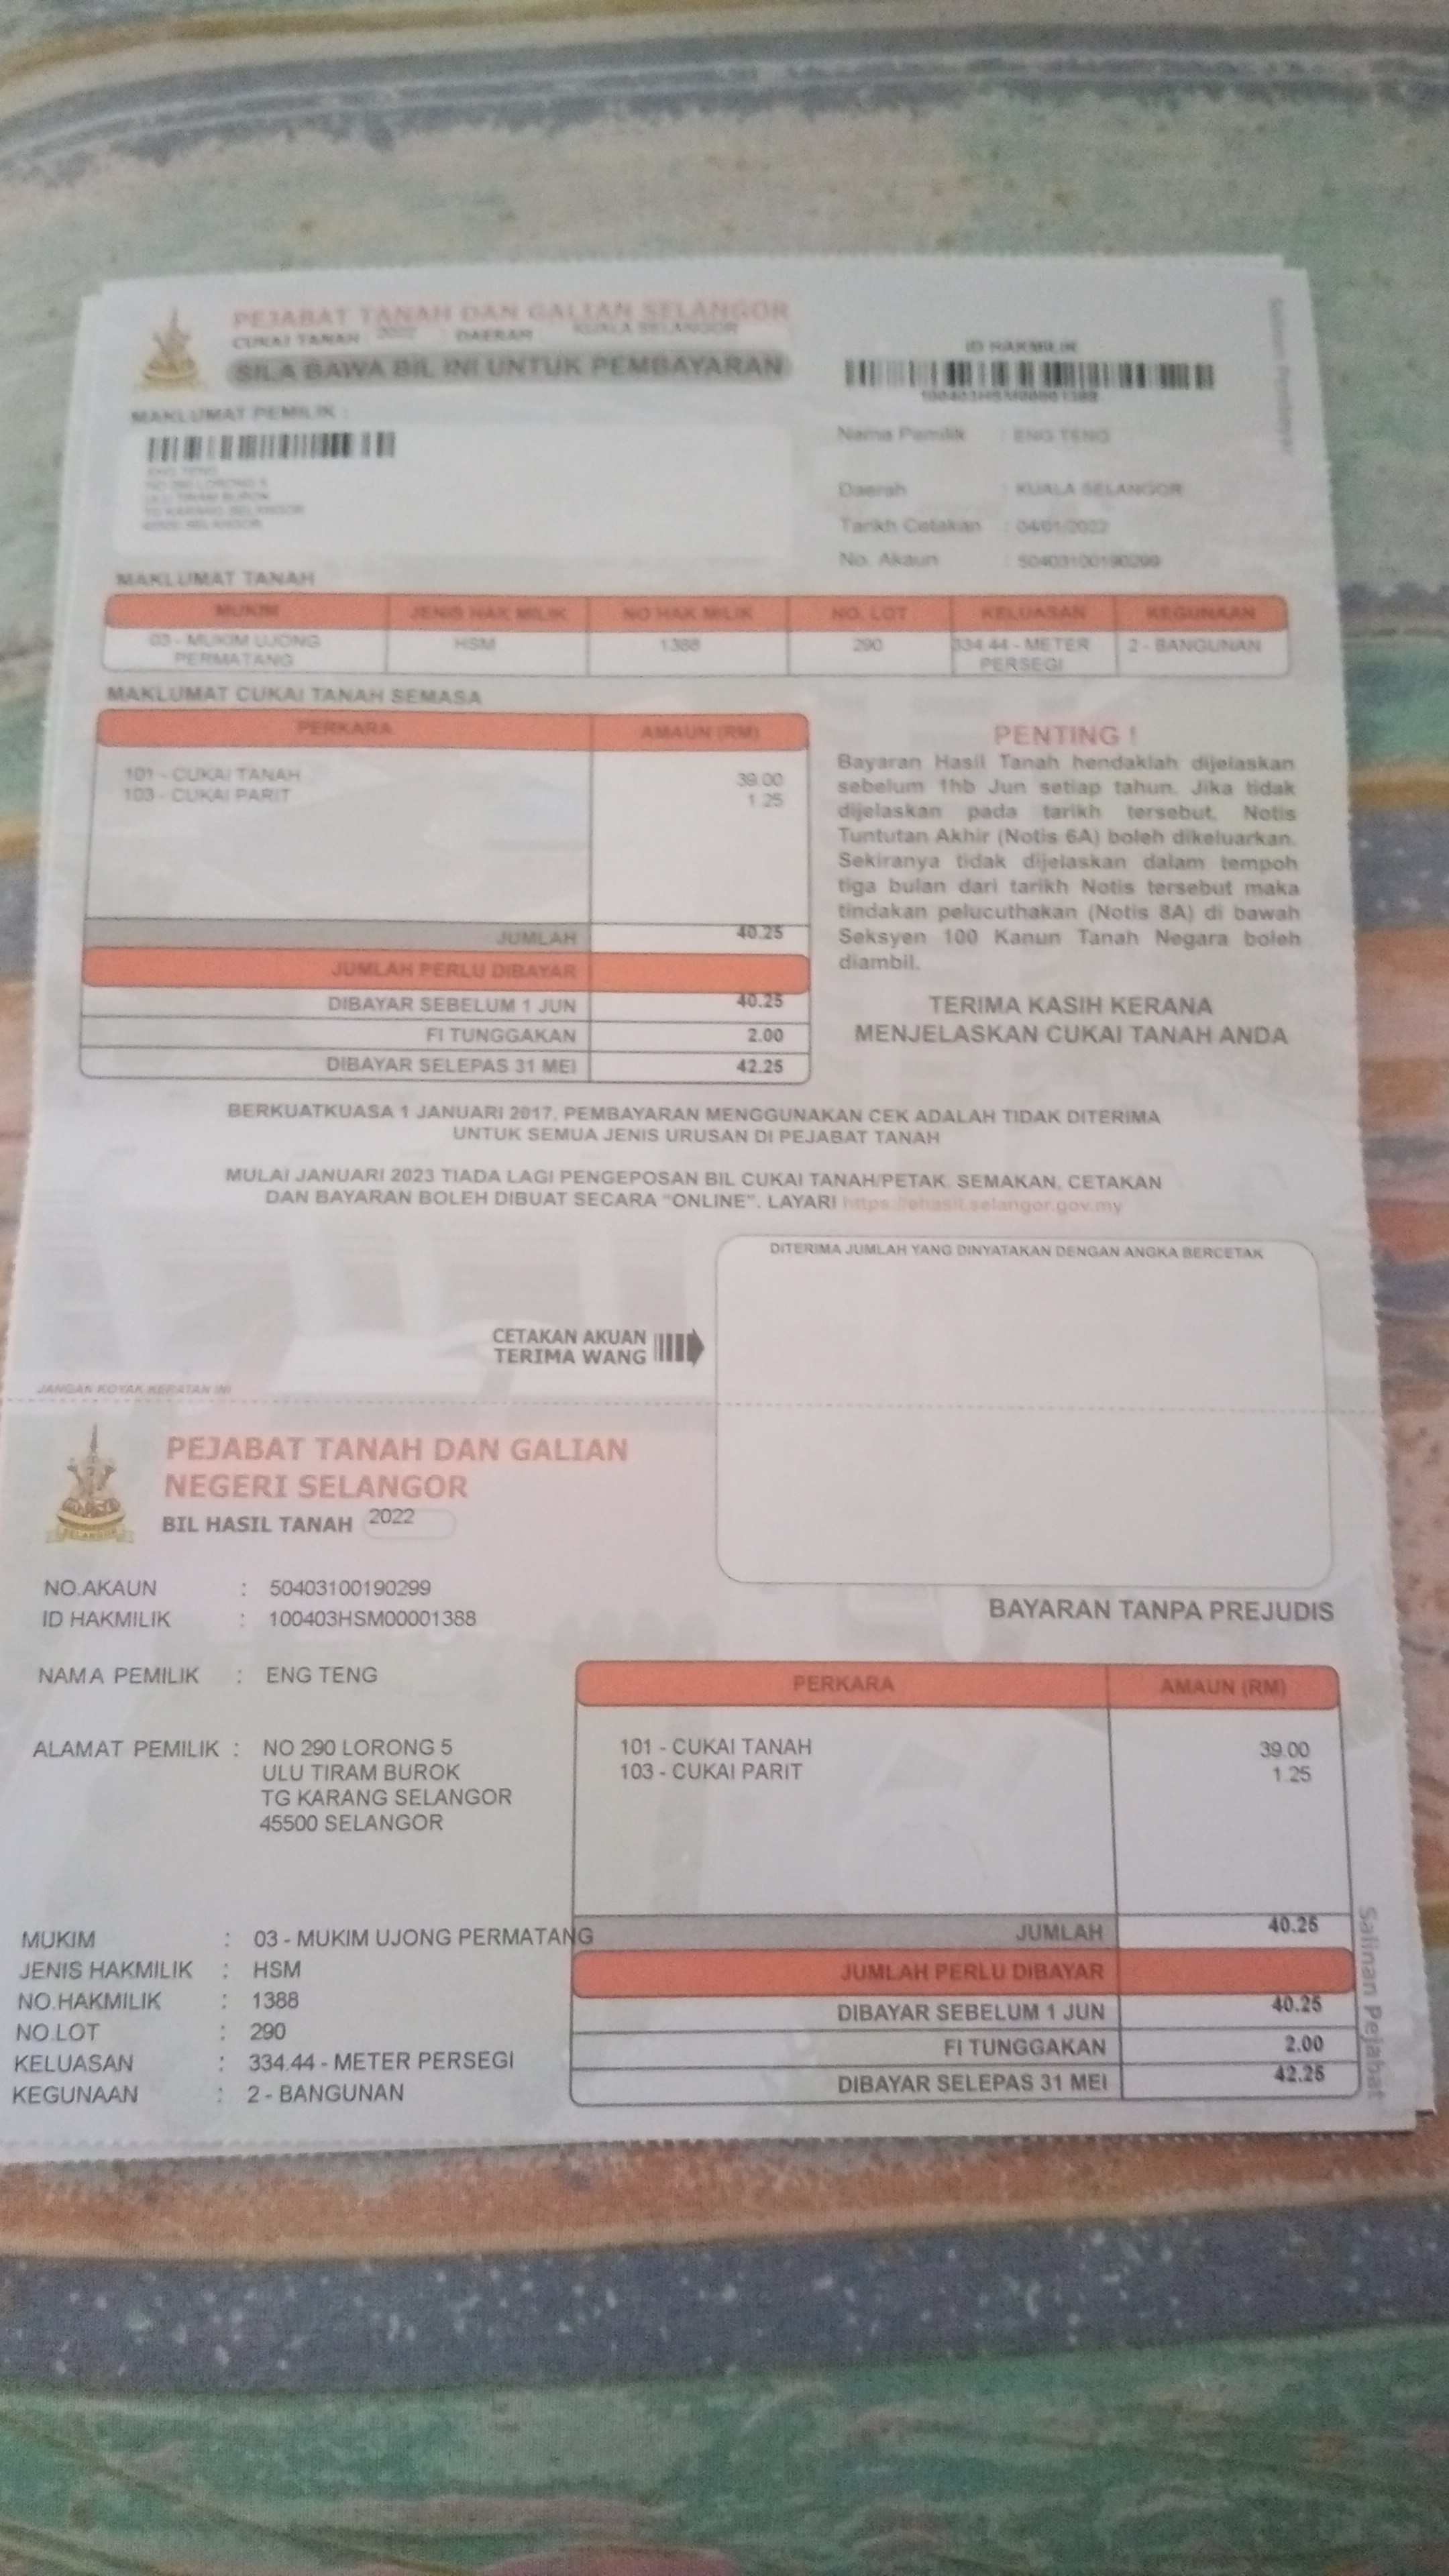 PEJABAT TANAH DAN GALIAN SELANGOR
CUKAI TANAH 2022 DAERAH KUALA SELANGOR
SILA BAWA BIL INI UNTUK PEMBAYARAN
ID HAKMILIK
100403HSM00001388
MAKLUMAT PEMILIK :
ENG TENG
NO 290 LORONG 5
ULU TIRAM BUROK
TG KARANG SELANGOR
45500 SELANGOR
Nama Pemilik : ENG TENG
Daerah : KUALA SELANGOR
Tarikh Cetakan : 04/01/2022
No. Akaun : 50403100190299
MAKLUMAT TANAH
MUKIM JENIS HAK MILIK NO HAK MILIK NO. LOT KELUASAN KEGUNAAN
03 - MUKIM UJONG PERMATANG HSM 1388 290 334.44 - METER PERSEGI 2 - BANGUNAN
MAKLUMAT CUKAI TANAH SEMASA
PERKARA AMAUN (RM)
101 - CUKAI TANAH 39.00
103 - CUKAI PARIT 1.25
JUMLAH 40.25
JUMLAH PERLU DIBAYAR
DIBAYAR SEBELUM 1 JUN 40.25
FI TUNGGAKAN 2.00
DIBAYAR SELEPAS 31 MEI 42.25
PENTING !
Bayaran Hasil Tanah hendaklah dijelaskan
sebelum 1hb Jun setiap tahun. Jika tidak
dijelaskan pada tarikh tersebut, Notis
Tuntutan Akhir (Notis 6A) boleh dikeluarkan.
Sekiranya tidak dijelaskan dalam tempoh
tiga bulan dari tarikh Notis tersebut maka
tindakan pelucuthakan (Notis 8A) di bawah
Seksyen 100 Kanun Tanah Negara boleh
diambil.
TERIMA KASIH KERANA
MENJELASKAN CUKAI TANAH ANDA
BERKUATKUASA 1 JANUARI 2017, PEMBAYARAN MENGGUNAKAN CEK ADALAH TIDAK DITERIMA
UNTUK SEMUA JENIS URUSAN DI PEJABAT TANAH
MULAI JANUARI 2023 TIADA LAGI PENGEPOSAN BIL CUKAI TANAH/PETAK. SEMAKAN, CETAKAN
DAN BAYARAN BOLEH DIBUAT SECARA "ONLINE". LAYARI https://ehasil.selangor.gov.my
DITERIMA JUMLAH YANG DINYATAKAN DENGAN ANGKA BERCETAK
CETAKAN AKUAN
TERIMA WANG
JANGAN KOYAK KERATAN INI
PEJABAT TANAH DAN GALIAN
NEGERI SELANGOR
BIL HASIL TANAH 2022
NO.AKAUN : 50403100190299
ID HAKMILIK : 100403HSM00001388
BAYARAN TANPA PREJUDIS
NAMA PEMILIK : ENG TENG
ALAMAT PEMILIK : NO 290 LORONG 5
ULU TIRAM BUROK
TG KARANG SELANGOR
45500 SELANGOR
MUKIM : 03 - MUKIM UJONG PERMATANG
JENIS HAKMILIK : HSM
NO.HAKMILIK : 1388
NO.LOT : 290
KELUASAN : 334.44 - METER PERSEGI
KEGUNAAN : 2 - BANGUNAN
PERKARA AMAUN (RM)
101 - CUKAI TANAH 39.00
103 - CUKAI PARIT 1.25
JUMLAH 40.25
JUMLAH PERLU DIBAYAR
DIBAYAR SEBELUM 1 JUN 40.25
FI TUNGGAKAN 2.00
DIBAYAR SELEPAS 31 MEI 42.25
Salinan Pejabat